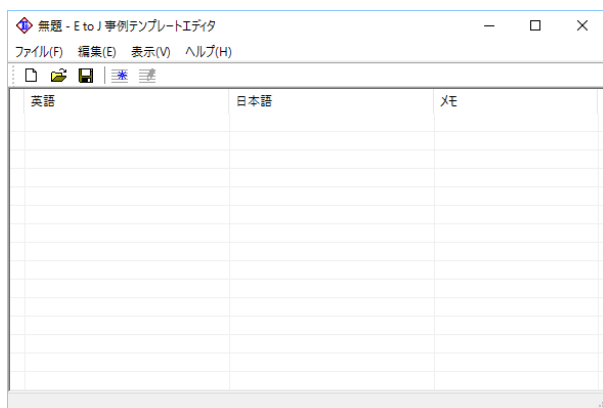 無題 - E to J 事例テンプレートエディタ
ファイル(F) 編集(E) 表示(V) ヘルプ(H)
英語 日本語 メモ